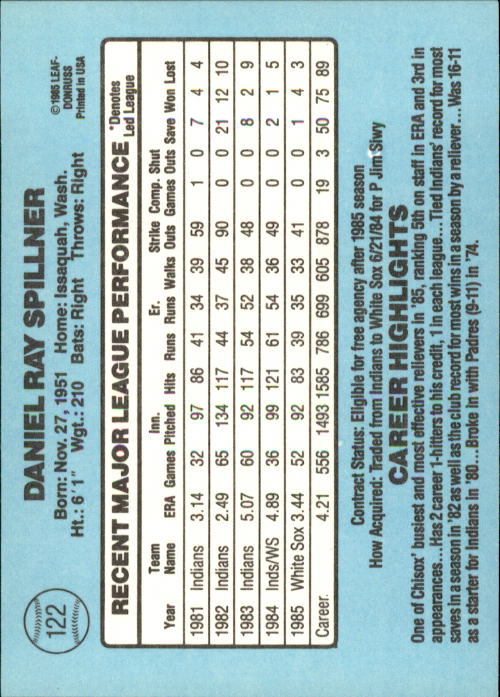 122
DANIEL RAY SPILLNER
Born: Nov. 27, 1951 Home: Issaquah, Wash.
Ht.: 6'1" Wgt.: 210 Bats: Right Throws: Right
©1985 LEAF-
DONRUSS
Printed in USA
RECENT MAJOR LEAGUE PERFORMANCE
*Denotes
Led League
Team Inn. Er. Strike Comp. Shut
Year Name ERA Games Pitched Hits Runs Runs Walks Outs Games Outs Save Won Lost
1981 Indians 3.14 32 97 86 41 34 39 59 1 0 7 4 4
1982 Indians 2.49 65 134 117 44 37 45 90 0 0 21 12 10
1983 Indians 5.07 60 92 117 54 52 38 48 0 0 8 2 9
1984 Inds/WS 4.89 36 99 121 61 54 36 49 0 0 2 1 5
1985 White Sox 3.44 52 92 83 39 35 33 41 0 0 1 4 3
Career. 4.21 556 1493 1585 786 699 605 878 19 3 50 75 89
Contract Status: Eligible for free agency after 1985 season
How Acquired: Traded from Indians to White Sox 6/21/84 for P Jim Siwy
CAREER HIGHLIGHTS
One of Chisox' busiest and most effective relievers in '85, ranking 5th on staff in ERA and 3rd in
appearances...Has 2 career 1-hitters to his credit, 1 in each league...Tied Indians' record for most
saves in a season in '82 as well as the club record for most wins in a season by a reliever...Was 16-11
as a starter for Indians in '80...Broke in with Padres (9-11) in '74.